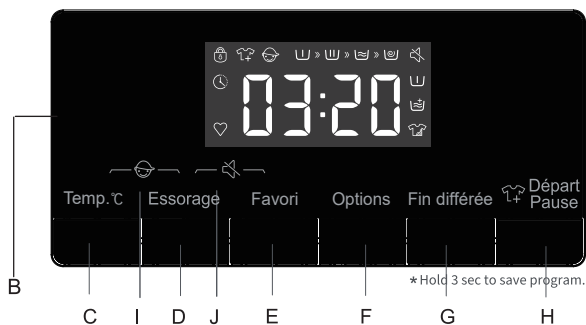 » » »
03:20
Temp.℃ Essorage Favori Options Fin différée Départ
Pause
*Hold 3 sec to save program.
B
C I D J E F G H